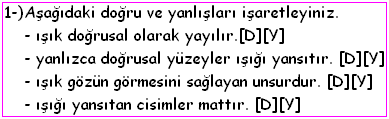 1-)Aşağıdaki doğru ve yanlışları işaretleyiniz.
- ışık doğrusal olarak yayılır.[D][Y]
- yanlızca doğrusal yüzeyler ışığı yansıtır. [D][Y]
- ışık gözün görmesini sağlayan unsurdur. [D][Y]
- ışığı yansıtan cisimler mattır. [D][Y]